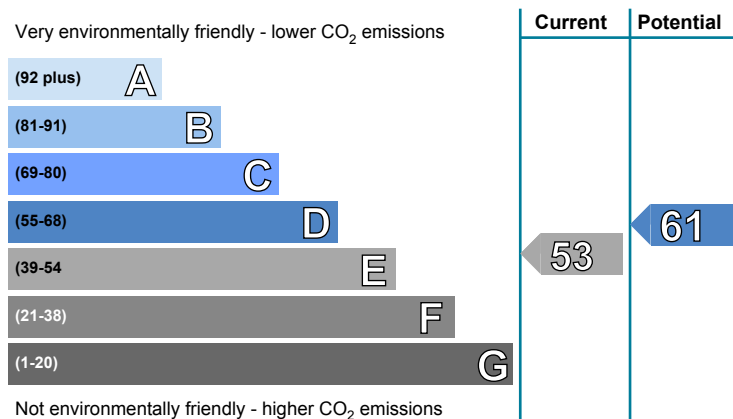 Very environmentally friendly - lower CO2 emissions
Current
Potential
(92 plus) A
(81-91) B
(69-80) C
(55-68) D
61
(39-54 E
53
(21-38) F
(1-20) G
Not environmentally friendly - higher CO2 emissions